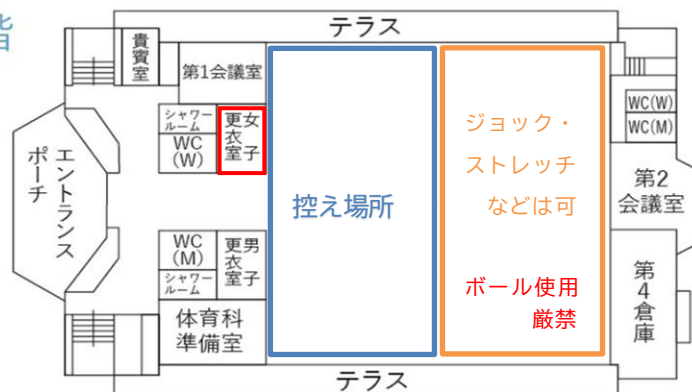 階
テラス
貴賓室
第1会議室
シャワー
ルーム
WC
(W)
女子
更衣室
エントランス
ポーチ
控え場所
ジョック・
ストレッチ
などは可
ボール使用
厳禁
WC(W)
WC(M)
第2
会議室
WC
(M)
シャワー
ルーム
男子
更衣室
体育科
準備室
第4倉庫
テラス